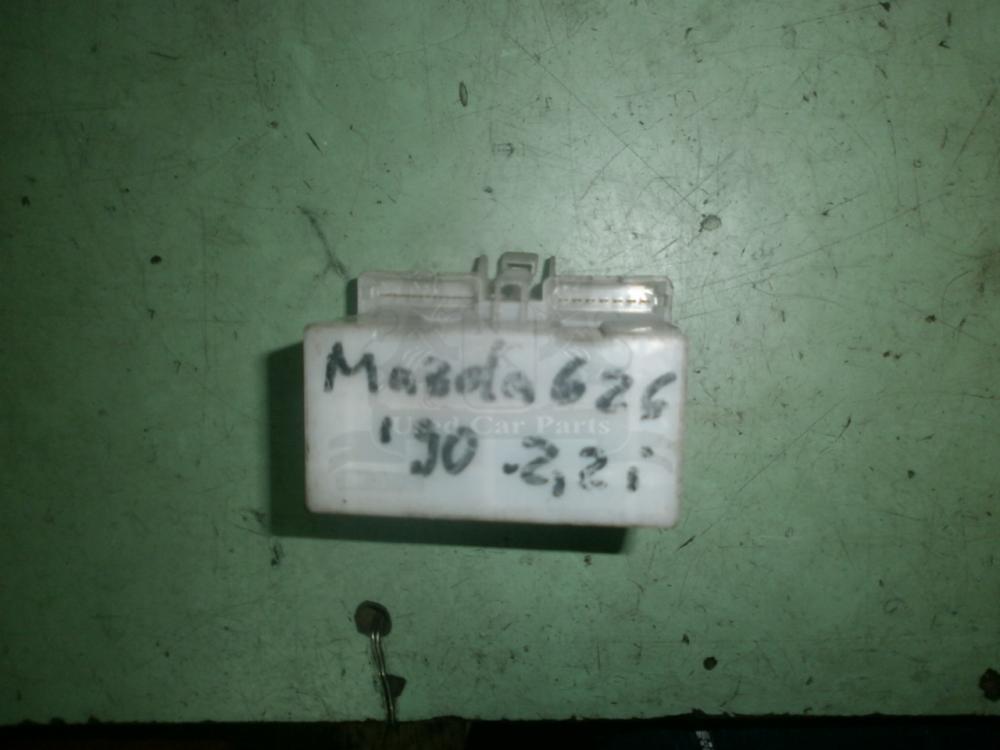 Mazda 626
Used Car Parts
'90 -2,2i